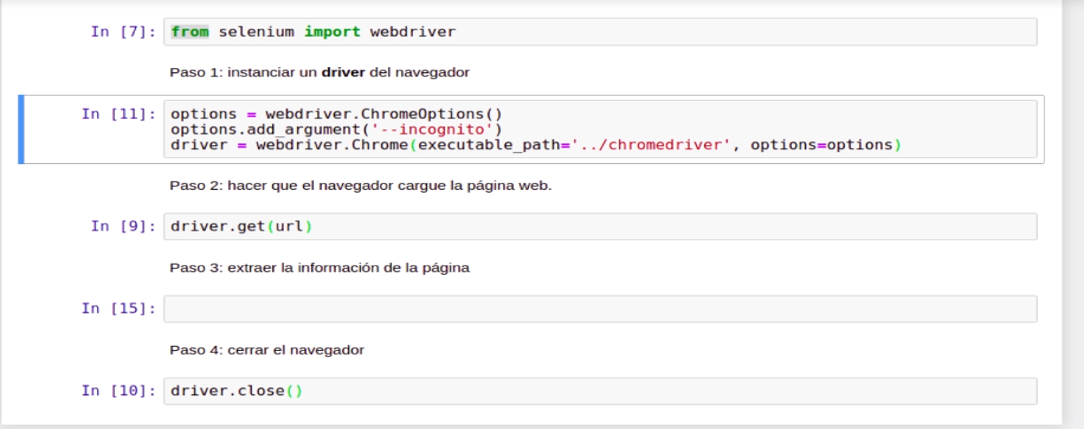 In [7]: from selenium import webdriver
Paso 1: instanciar un driver del navegador
In [11]: options = webdriver.ChromeOptions()
options.add_argument('--incognito')
driver = webdriver.Chrome(executable_path='../chromedriver', options=options)
Paso 2: hacer que el navegador cargue la página web.
In [9]: driver.get(url)
Paso 3: extraer la información de la página
In [15]:
Paso 4: cerrar el navegador
In [10]: driver.close()